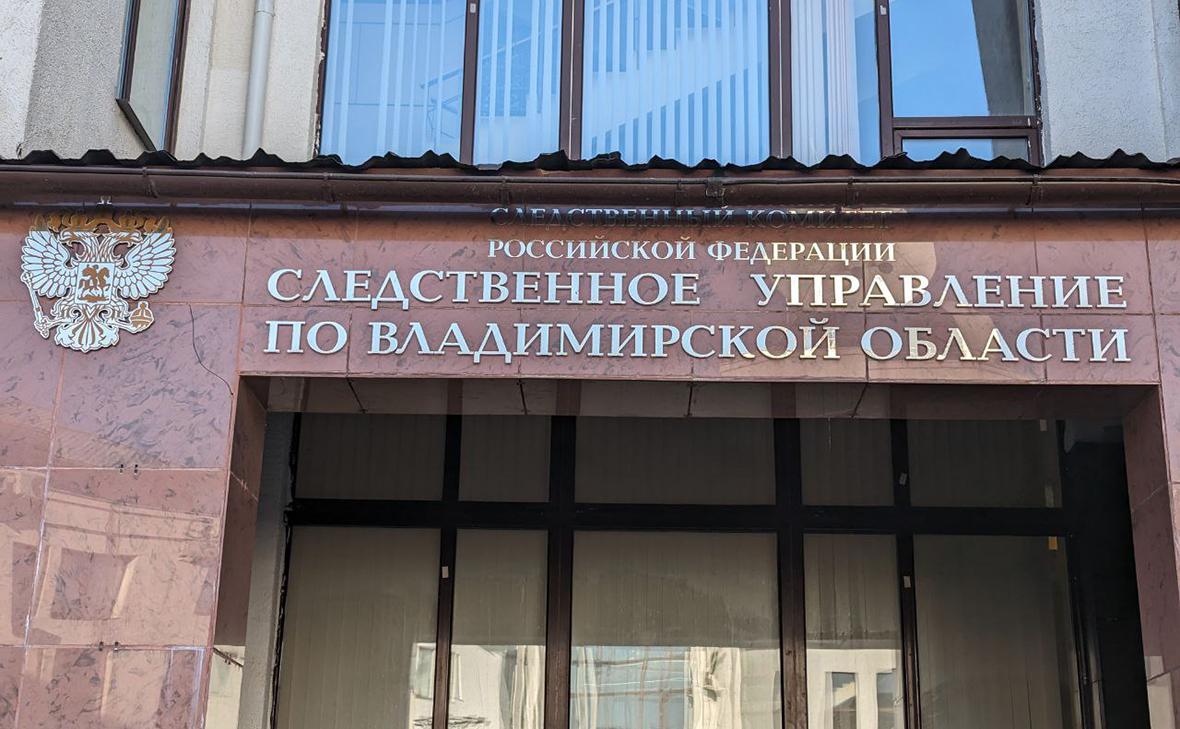 СЛЕДСТВЕННЫЙ КОМИТЕТ
РОССИЙСКОЙ ФЕДЕРАЦИИ
СЛЕДСТВЕННОЕ УПРАВЛЕНИЕ
ПО ВЛАДИМИРСКОЙ ОБЛАСТИ